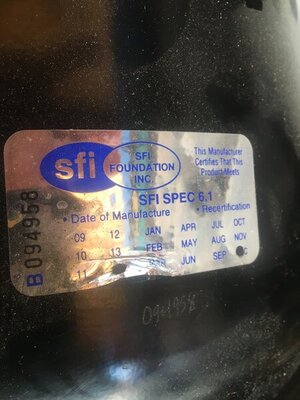 sfi
SFI
FOUNDATION
INC.
This Manufacturer
Certifies That This
Product Meets
SFI SPEC 6.1
• Date of Manufacture • Recertification
09 12 JAN APR JUL OCT
10 13 FEB MAY AUG NOV
11 JUN SEP
B 094958
094958